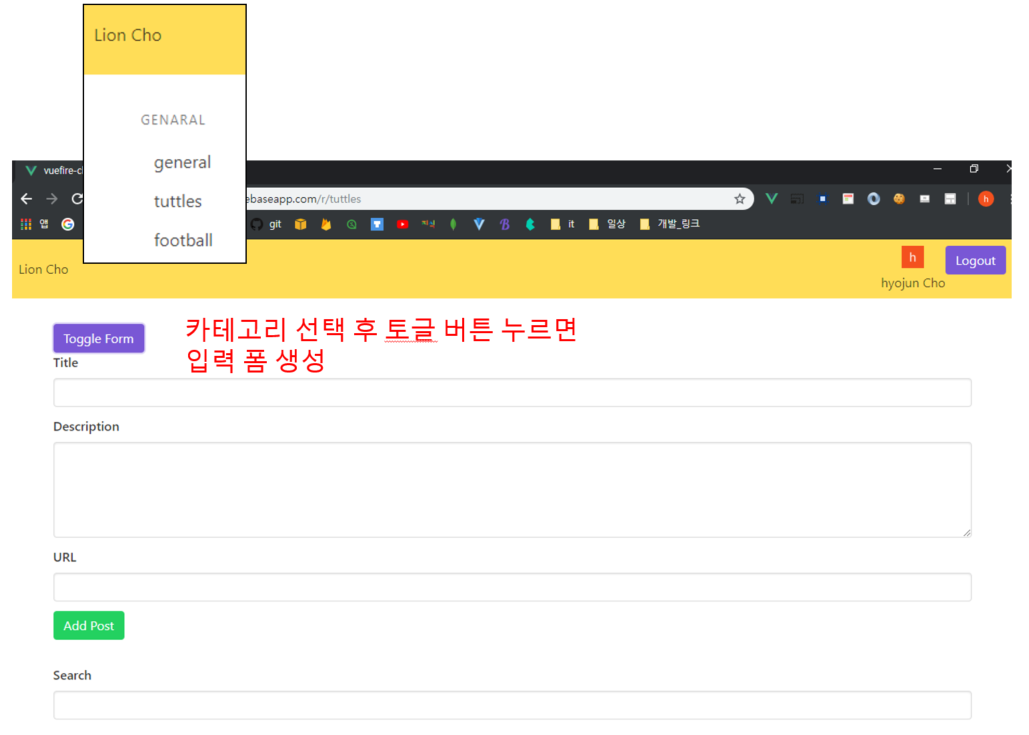 Lion Cho
GENARAL
general
tuttles
football
vuefire-c
ebaseapp.com/r/tuttles
앱
git
it
일상
개발_링크
Lion Cho
h
hyojun Cho
Logout
Toggle Form
카테고리 선택 후 토글 버튼 누르면
입력 폼 생성
Title
Description
URL
Add Post
Search